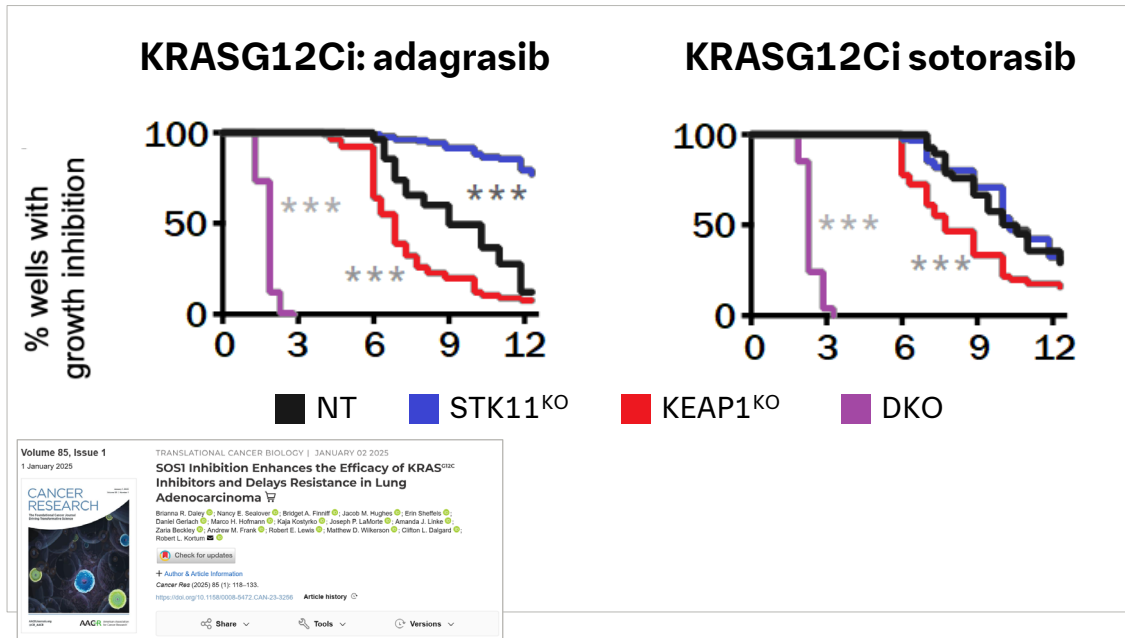 KRASG12Ci: adagrasib
KRASG12Ci sotorasib
% wells with
growth inhibition
100
50
0
0 3 6 9 12
***
***
***
100
50
0
0 3 6 9 12
***
***
NT
STK11KO
KEAP1KO
DKO
Volume 85, Issue 1
1 January 2025
CANCER
RESEARCH
AACR
TRANSLATIONAL CANCER BIOLOGY | JANUARY 02 2025
SOS1 Inhibition Enhances the Efficacy of KRASG12C
Inhibitors and Delays Resistance in Lung
Adenocarcinoma
Brianna R. Daley; Nancy E. Sealover; Bridget A. Finniff; Jacob M. Hughes; Erin Sheffels;
Daniel Gerlach; Marco H. Hofmann; Kaja Kostyrko; Joseph P. LaMorte; Amanda J. Linke;
Zaria Beckley; Andrew M. Frank; Robert E. Lewis; Matthew D. Wilkerson; Clifton L. Dalgard;
Robert L. Kortum
Check for updates
+ Author & Article Information
Cancer Res (2025) 85 (1): 118–133.
https://doi.org/10.1158/0008-5472.CAN-23-3256 Article history
Share
Tools
Versions